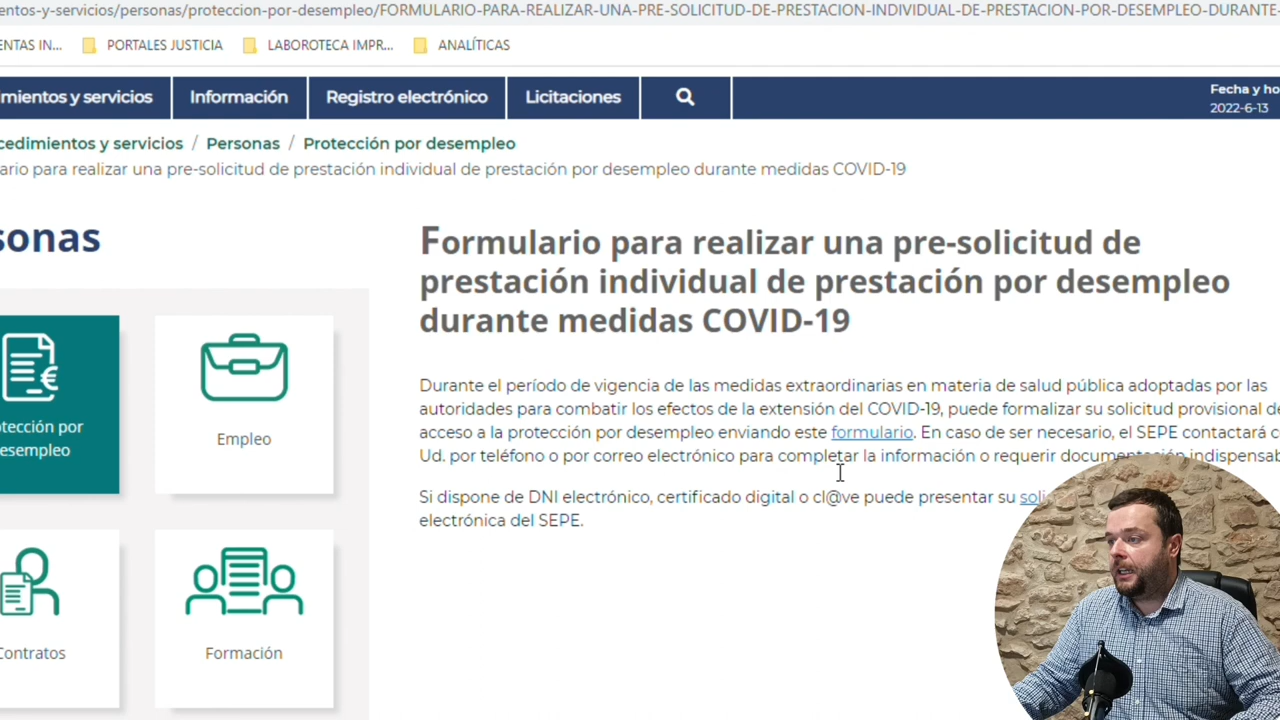 entos-y-servicios/personas/proteccion-por-desempleo/FORMULARIO-PARA-REALIZAR-UNA-PRE-SOLICITUD-DE-PRESTACION-INDIVIDUAL-DE-PRESTACION-POR-DESEMPLEO-DURANTE-
ENTAS IN... PORTALES JUSTICIA LABOROTECA IMPR... ANALÍTICAS
imientos y servicios Información Registro electrónico Licitaciones Fecha y ho
2022-6-13
cedimientos y servicios / Personas / Protección por desempleo
ario para realizar una pre-solicitud de prestación individual de prestación por desempleo durante medidas COVID-19
sonas
Formulario para realizar una pre-solicitud de
prestación individual de prestación por desempleo
durante medidas COVID-19
Durante el período de vigencia de las medidas extraordinarias en materia de salud pública adoptadas por las
autoridades para combatir los efectos de la extensión del COVID-19, puede formalizar su solicitud provisional de
acceso a la protección por desempleo enviando este formulario. En caso de ser necesario, el SEPE contactará c
Ud. por teléfono o por correo electrónico para completar la información o requerir documentación indispensab
Si dispone de DNI electrónico, certificado digital o cl@ve puede presentar su soli
electrónica del SEPE.
tección por
esempleo
Empleo
Contratos
Formación